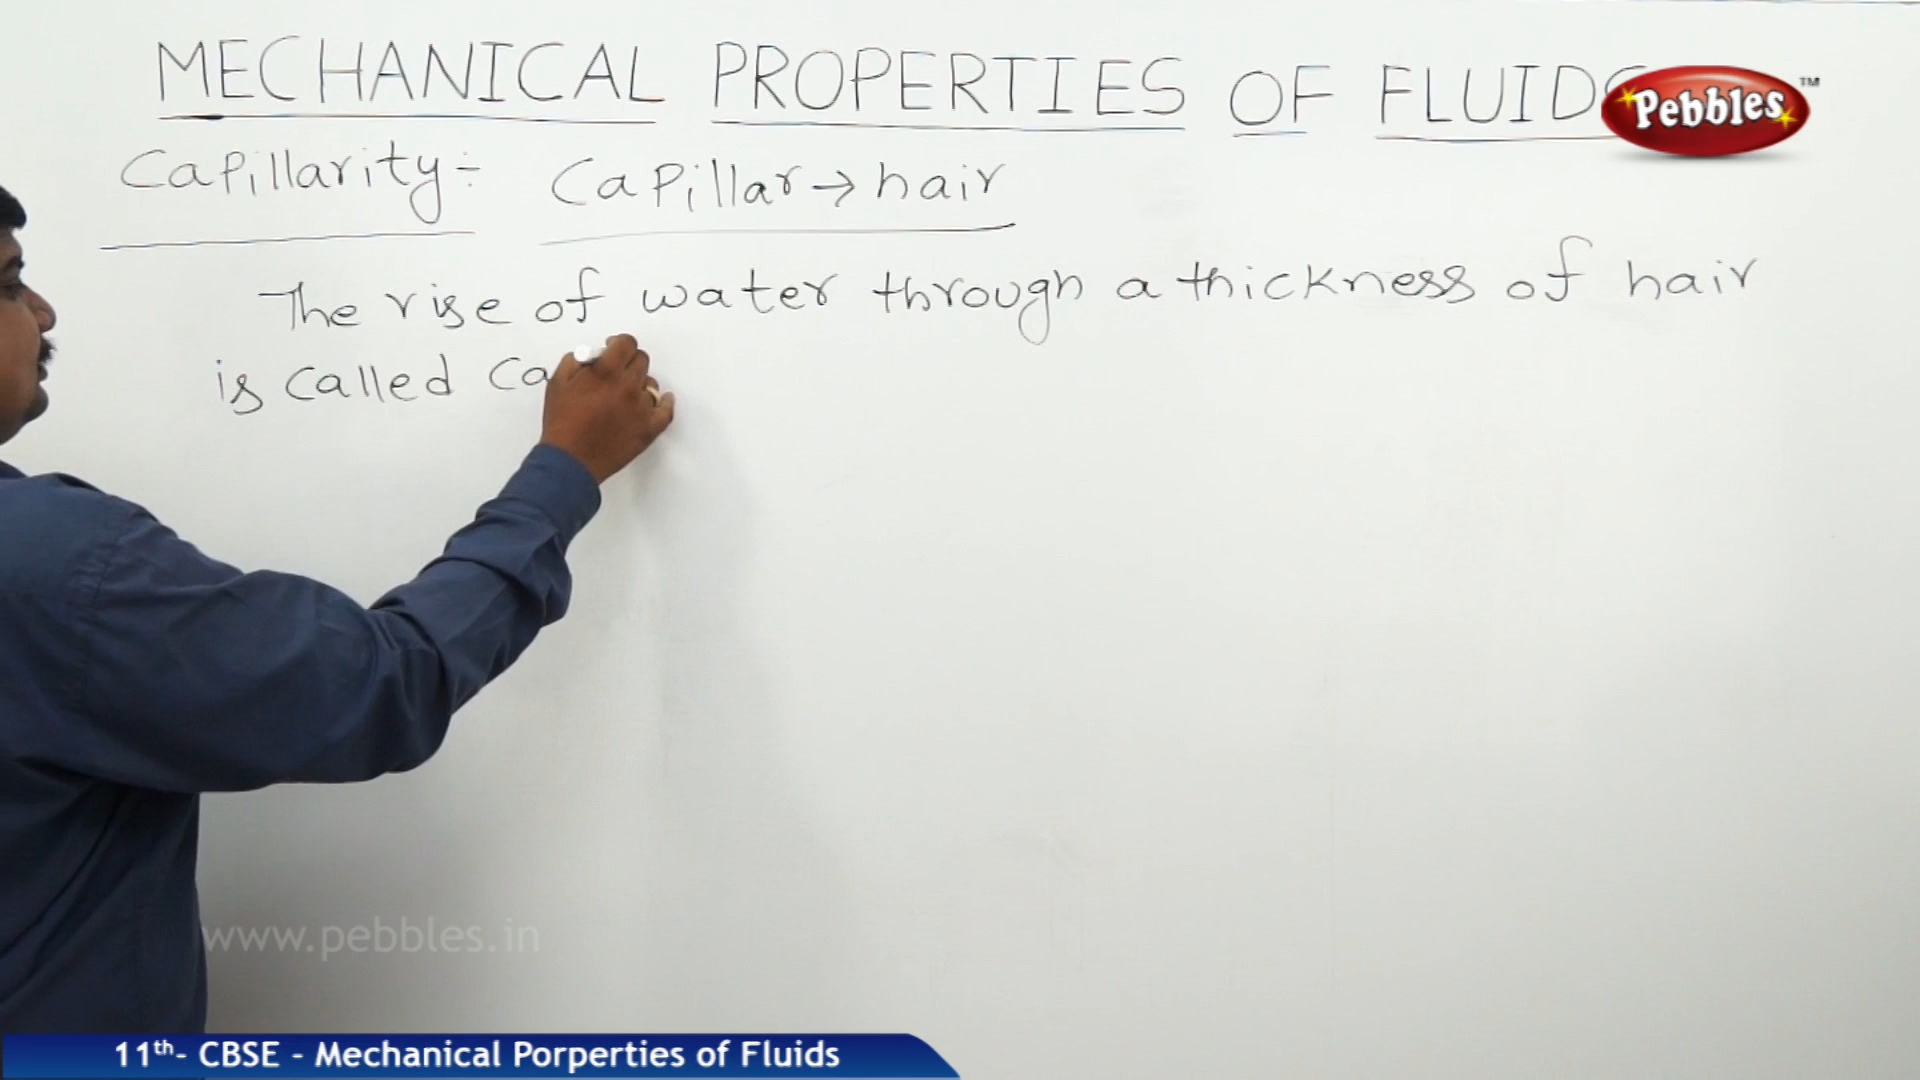 MECHANICAL PROPERTIES OF FLUIDS
Pebbles™
Capillarity:- Capillar → hair
The rise of water through a thickness of hair
is called Ca
www.pebbles.in
11th- CBSE - Mechanical Porperties of Fluids